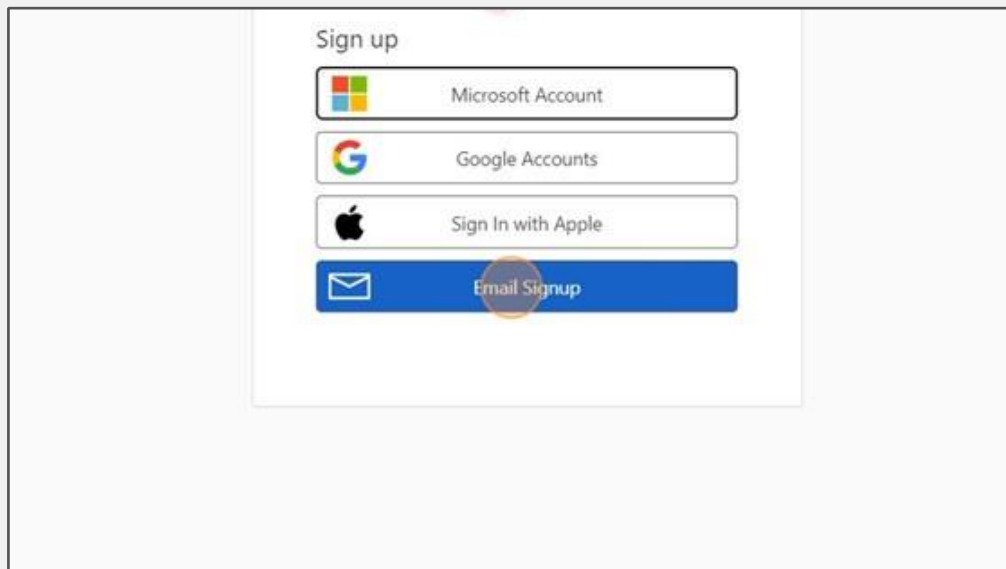 Sign up
Microsoft Account
Google Accounts
Sign In with Apple
Email Signup